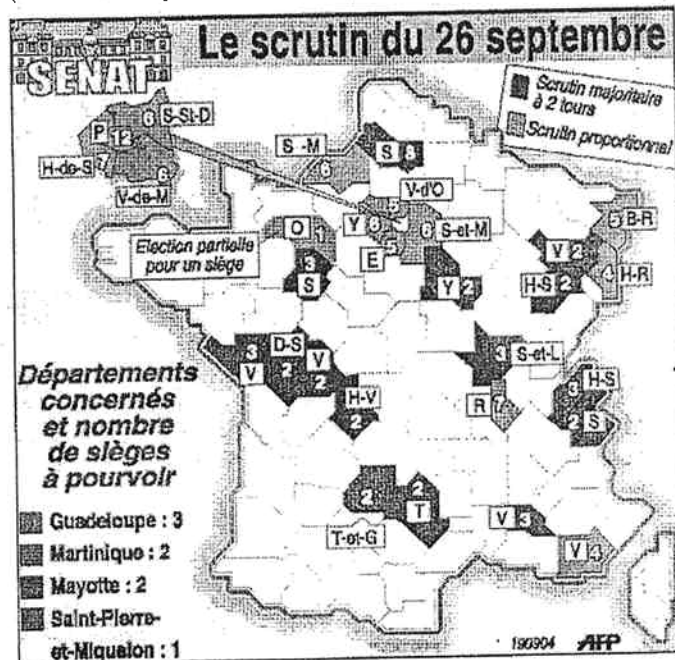 SENAT
Le scrutin du 26 septembre
Scrutin majoritaire
à 2 tours
Scrutin proportionnel
6 S-St-D
P 12
H-de-S 7
V-de-M 6
S-M 6
S 3
V-d'O 5
Y 6
6 S-et-M
E 5
O 1
Election partielle
pour un siège
3
S
Y 2
5 B-R
V 2
4 H-R
H-S 2
D-S
3 V
2
V
2
H-V
2
3 S-et-L
R 7
3 H-S
2 S
2
T-et-G
2
T
V 3
V 4
Départements
concernés
et nombre
de sièges
à pourvoir
Guadeloupe : 3
Martinique : 2
Mayotte : 2
Saint-Pierre-
et-Miquelon : 1
190904 AFP